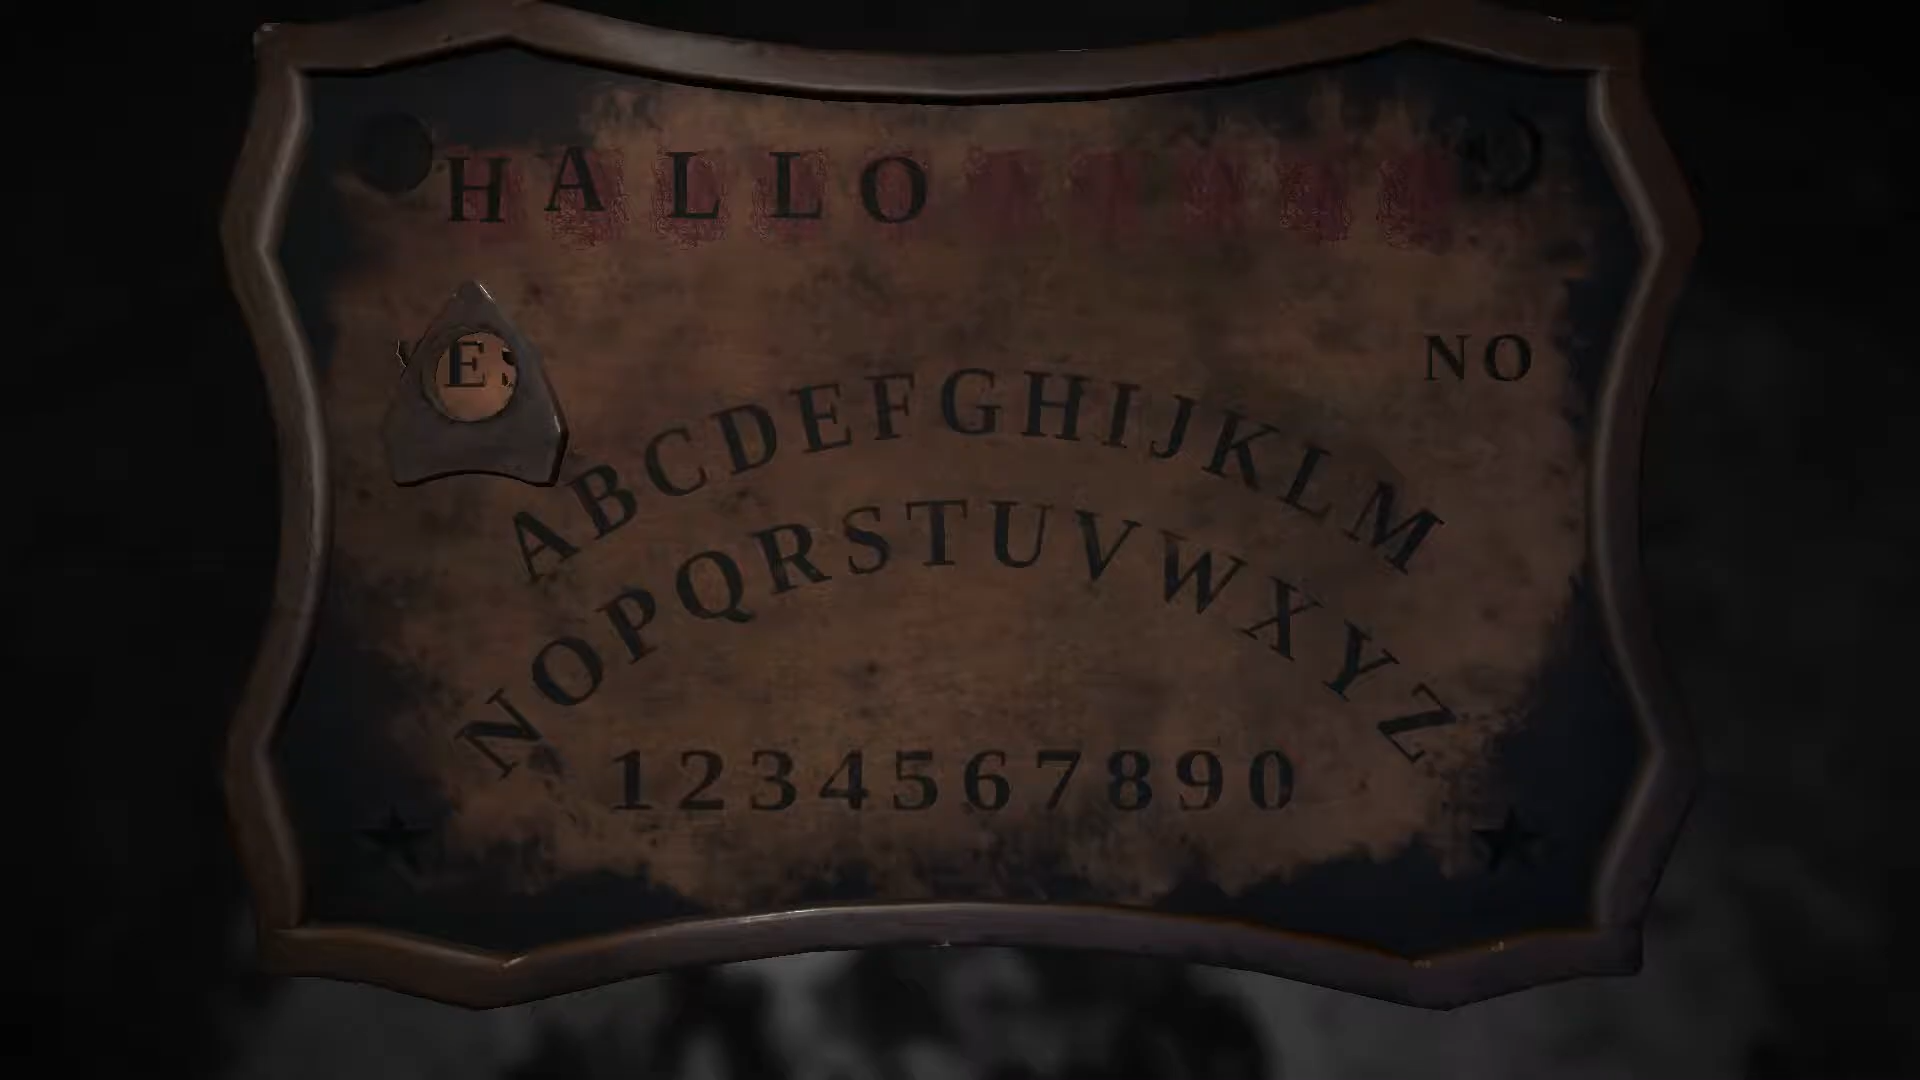 HALLO
E
NO
ABCDEFGHIJKLM
NOPQRSTUVWXYZ
1234567890